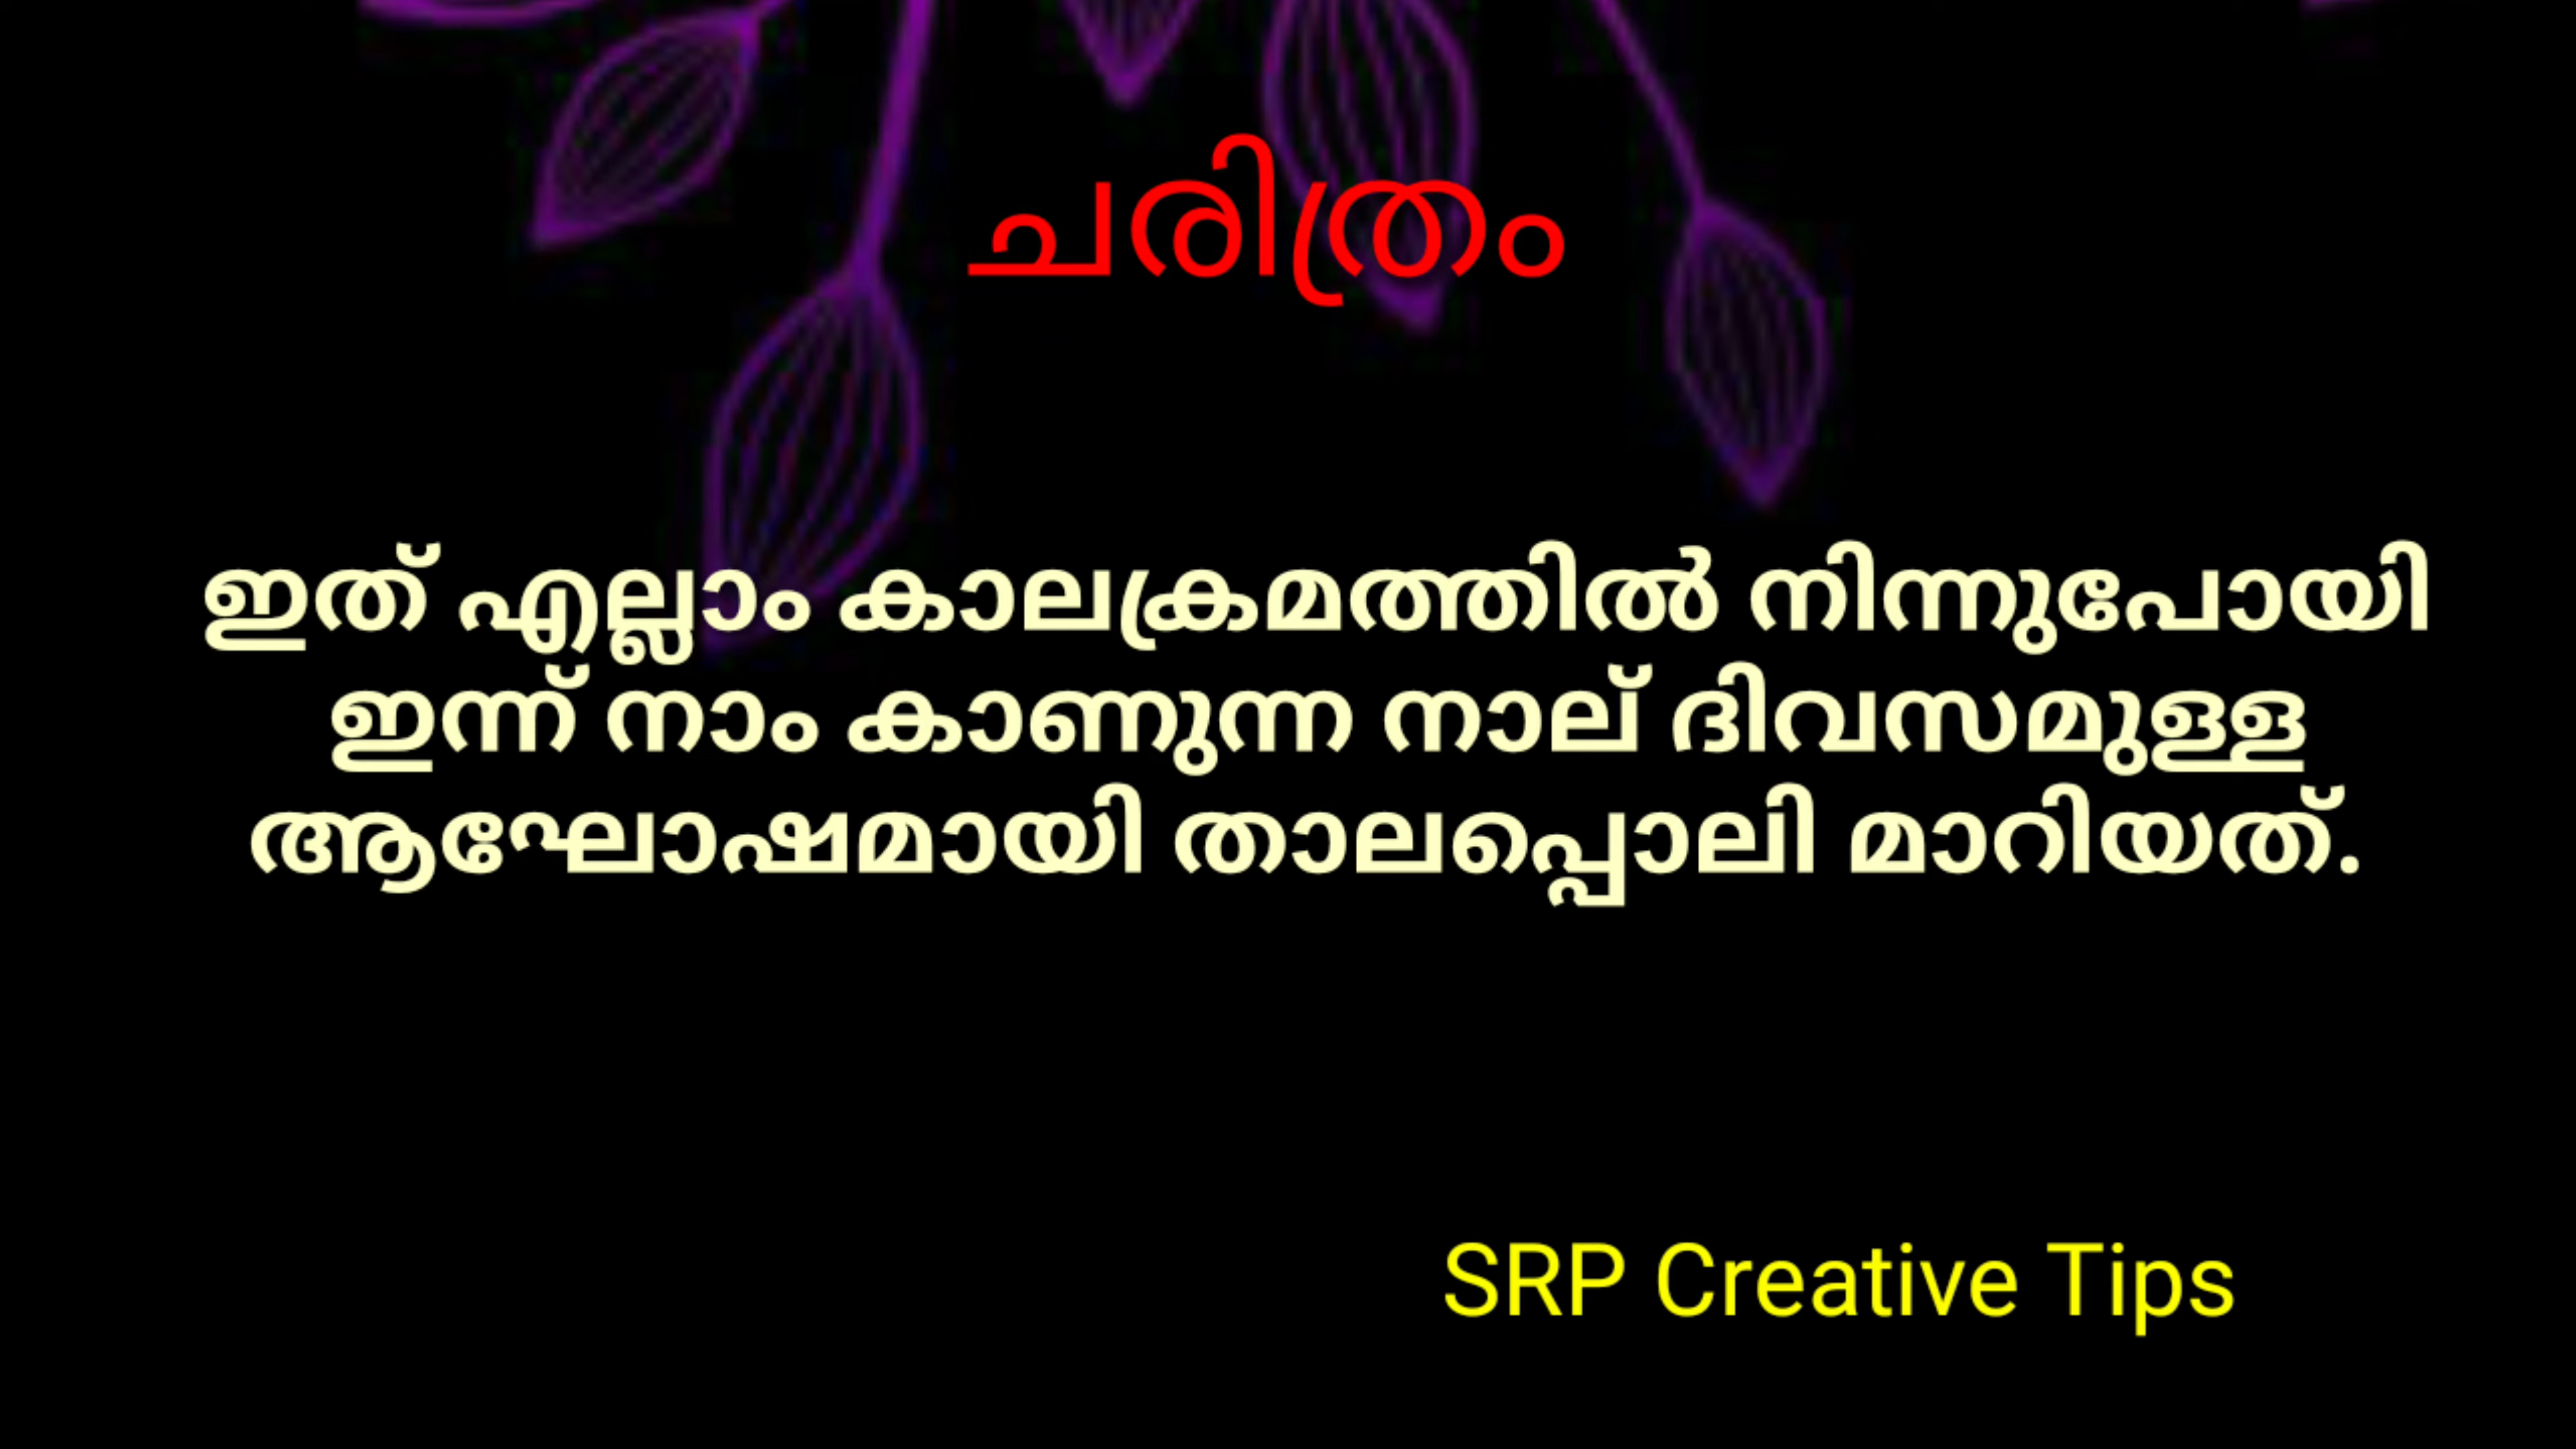 ചരിത്രം
ഇത് എല്ലാം കാലക്രമത്തിൽ നിന്നുപോയി
ഇന്ന് നാം കാണുന്ന നാല് ദിവസമുള്ള
ആഘോഷമായി താലപ്പൊലി മാറിയത്.
SRP Creative Tips